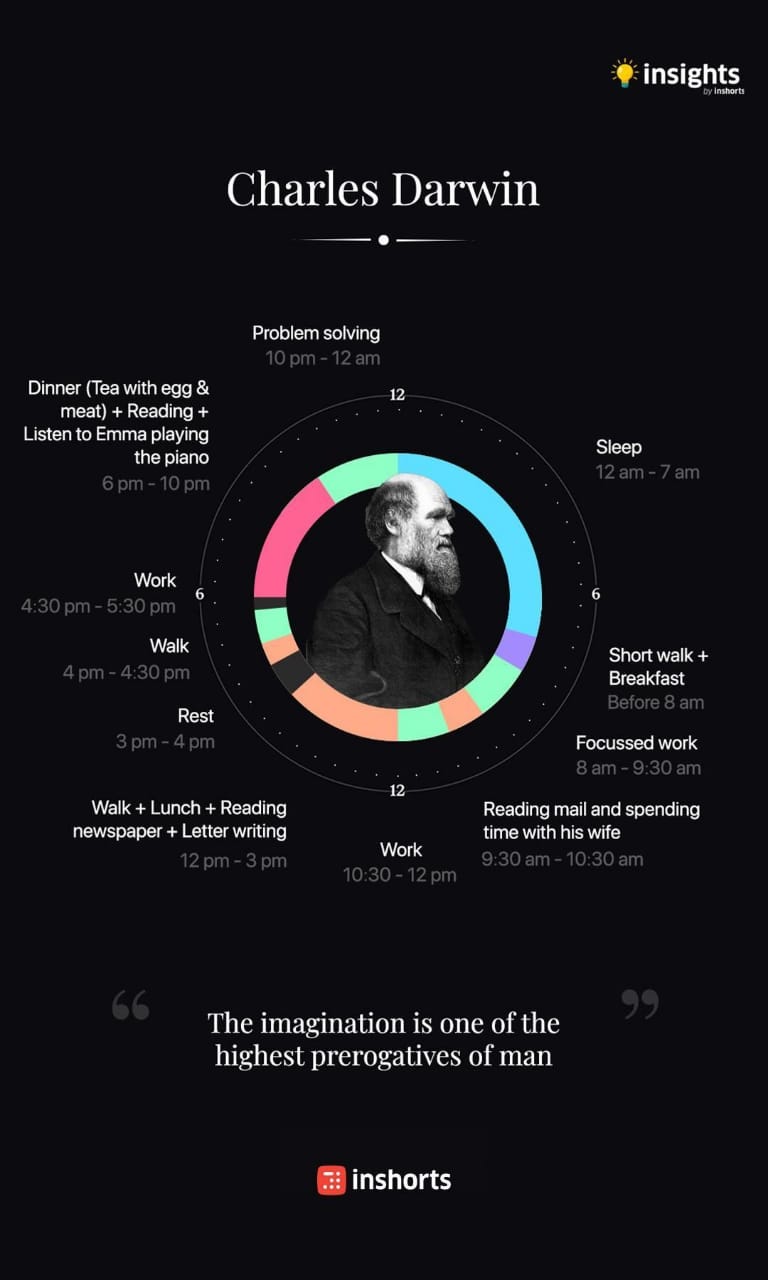 insights
by inshorts
Charles Darwin
Problem solving
10 pm - 12 am
Dinner (Tea with egg &
meat) + Reading +
Listen to Emma playing
the piano
6 pm - 10 pm
12
Sleep
12 am - 7 am
Work
4:30 pm - 5:30 pm
6
6
Walk
4 pm - 4:30 pm
Short walk +
Breakfast
Before 8 am
Rest
3 pm - 4 pm
Focussed work
8 am - 9:30 am
12
Walk + Lunch + Reading
newspaper + Letter writing
12 pm - 3 pm
Work
10:30 - 12 pm
Reading mail and spending
time with his wife
9:30 am - 10:30 am
“ ”
The imagination is one of the
highest prerogatives of man
inshorts